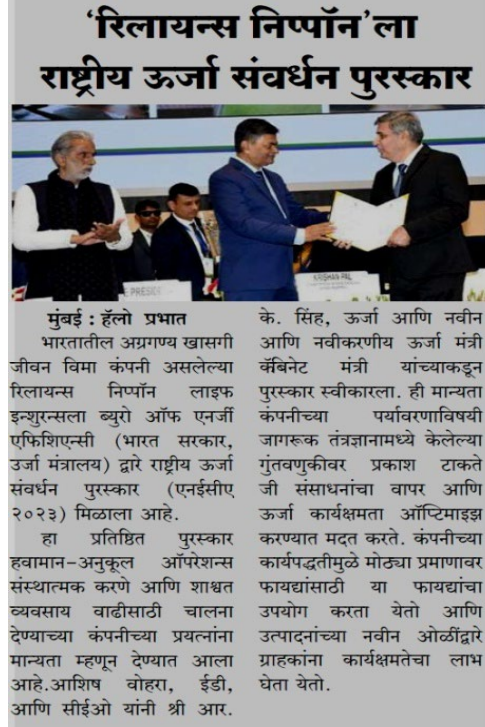 ‘रिलायन्स निप्पॉन’ला
राष्ट्रीय ऊर्जा संवर्धन पुरस्कार
E PRESIDEN
KRISHAN PAL
मुंबई : हॅलो प्रभात
भारतातील अग्रगण्य खासगी
जीवन विमा कंपनी असलेल्या
रिलायन्स निप्पॉन लाइफ
इन्शुरन्सला ब्युरो ऑफ एनर्जी
एफिशिएन्सी (भारत सरकार,
उर्जा मंत्रालय) द्वारे राष्ट्रीय ऊर्जा
संवर्धन पुरस्कार (एनईसीए
२०२३) मिळाला आहे.
हा प्रतिष्ठित पुरस्कार
हवामान-अनुकूल ऑपरेशन्स
संस्थात्मक करणे आणि शाश्वत
व्यवसाय वाढीसाठी चालना
देण्याच्या कंपनीच्या प्रयत्नांना
मान्यता म्हणून देण्यात आला
आहे.आशिष वोहरा, ईडी,
आणि सीईओ यांनी श्री आर.
के. सिंह, ऊर्जा आणि नवीन
आणि नवीकरणीय ऊर्जा मंत्री
कॅबिनेट मंत्री यांच्याकडून
पुरस्कार स्वीकारला. ही मान्यता
कंपनीच्या पर्यावरणाविषयी
जागरूक तंत्रज्ञानामध्ये केलेल्या
गुंतवणुकीवर प्रकाश टाकते
जी संसाधनांचा वापर आणि
ऊर्जा कार्यक्षमता ऑप्टिमाइझ
करण्यात मदत करते. कंपनीच्या
कार्यपद्धतीमुळे मोठ्या प्रमाणावर
फायद्यांसाठी या फायद्यांचा
उपयोग करता येतो आणि
उत्पादनांच्या नवीन ओळींद्वारे
ग्राहकांना कार्यक्षमतेचा लाभ
घेता येतो.